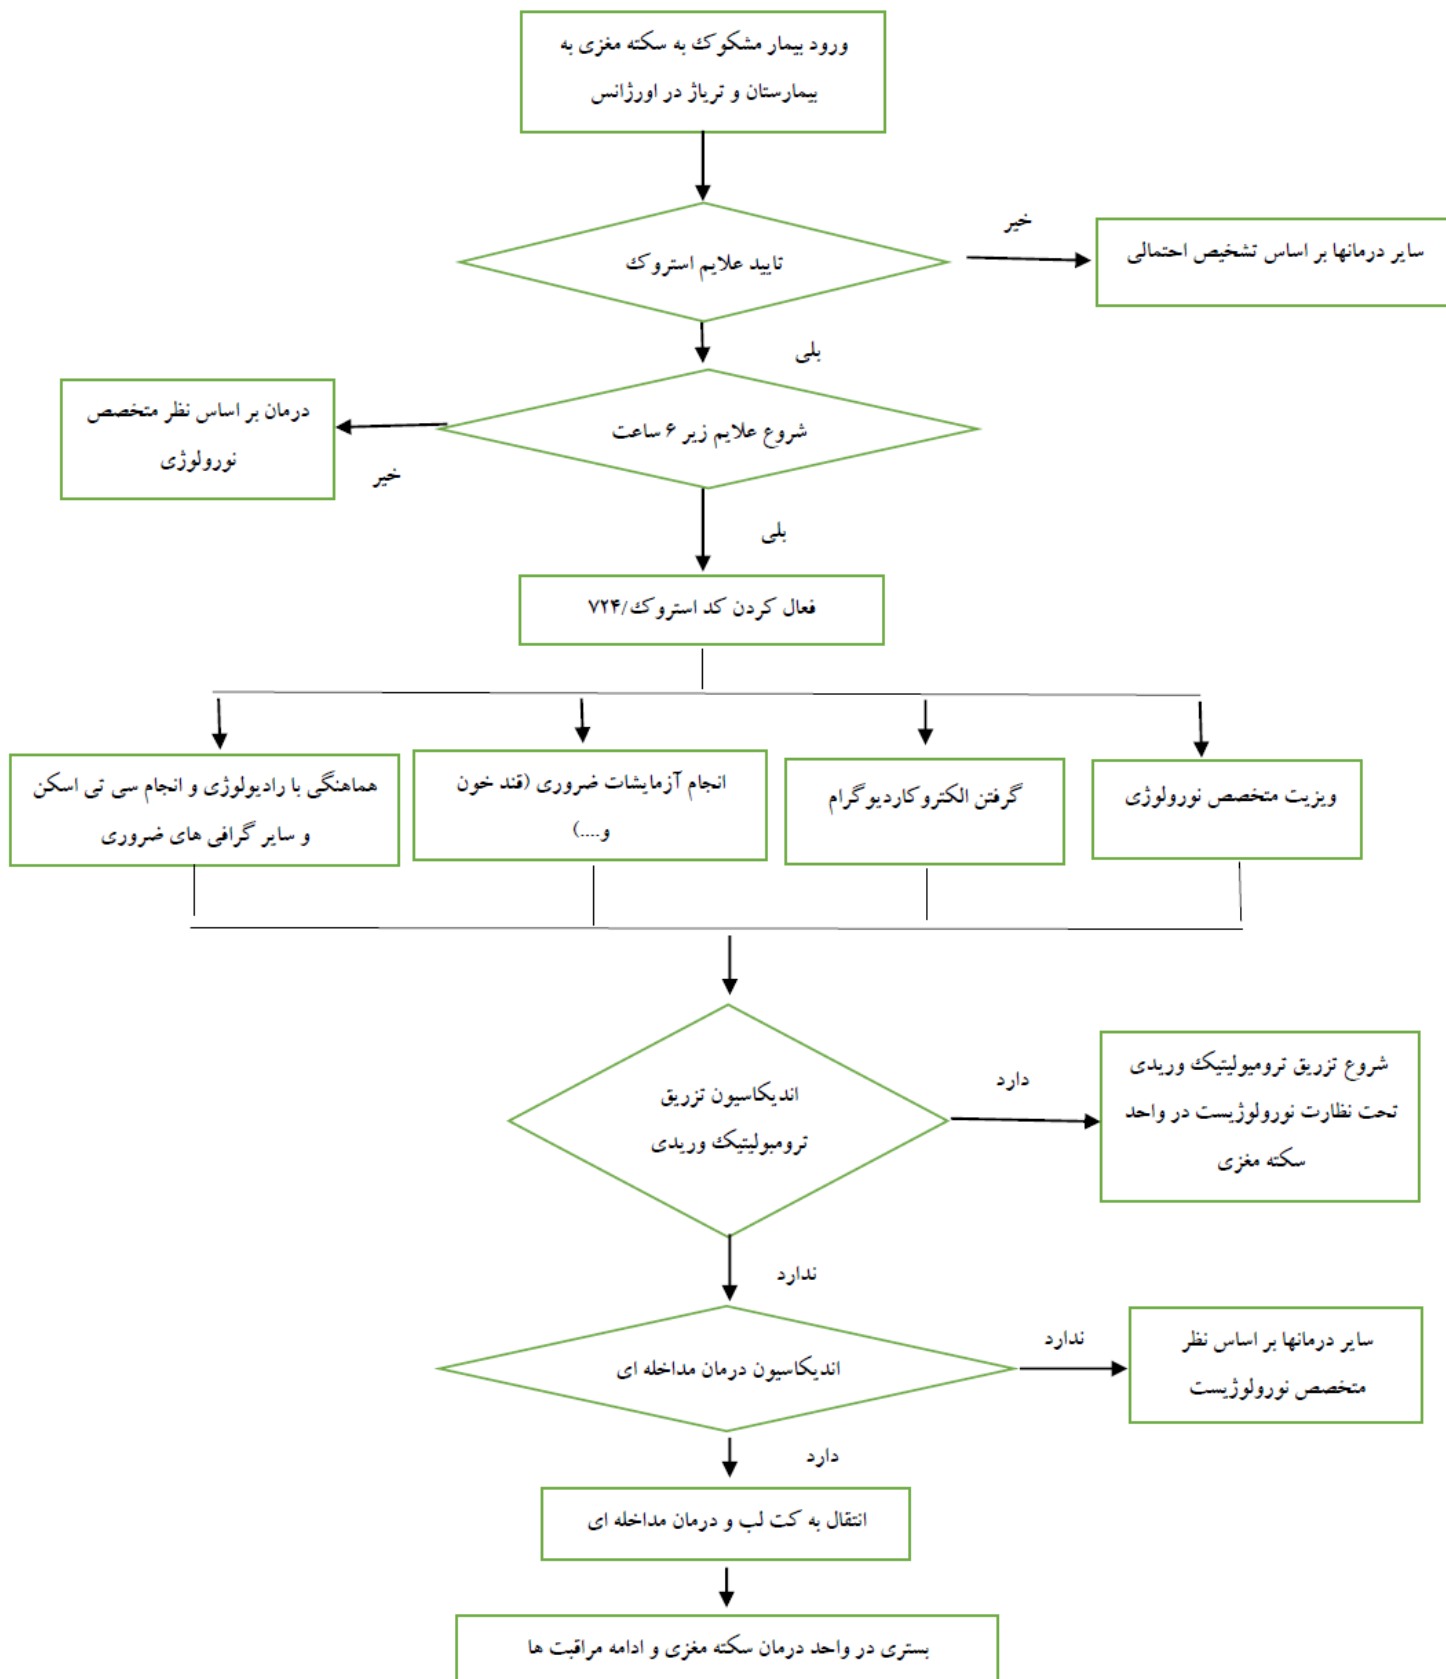 ورود بیمار مشکوک به سکته مغزی به
بیمارستان و تریاژ در اورژانس
تایید علایم استروک
خیر
سایر درمانها بر اساس تشخیص احتمالی
بلی
شروع علایم زیر ۶ ساعت
خیر
درمان بر اساس نظر متخصص
نورولوژی
بلی
فعال کردن کد استروک/۷۲۴
ویزیت متخصص نورولوژی
گرفتن الکتروکاردیوگرام
انجام آزمایشات ضروری (قند خون
و....)
هماهنگی با رادیولوژی و انجام سی تی اسکن
و سایر گرافی های ضروری
اندیکاسیون تزریق
ترومبولیتیک وریدی
دارد
شروع تزریق ترومبولیتیک وریدی
تحت نظارت نورولوژیست در واحد
سکته مغزی
ندارد
اندیکاسیون درمان مداخله ای
ندارد
سایر درمانها بر اساس نظر
متخصص نورولوژیست
دارد
انتقال به کت لب و درمان مداخله ای
بستری در واحد درمان سکته مغزی و ادامه مراقبت ها